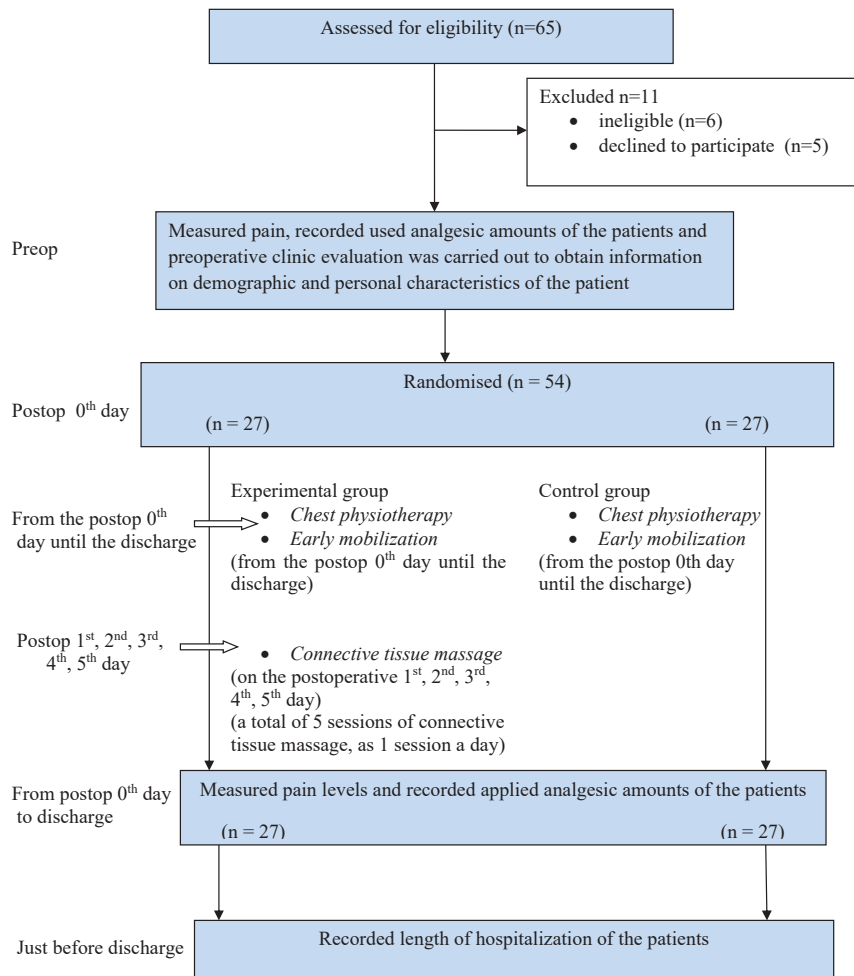 Assessed for eligibility (n=65)
Excluded n=11
• ineligible (n=6)
• declined to participate (n=5)
Preop
Measured pain, recorded used analgesic amounts of the patients and
preoperative clinic evaluation was carried out to obtain information
on demographic and personal characteristics of the patient
Postop 0th day
Randomised (n = 54)
(n = 27)
(n = 27)
From the postop 0th
day until the discharge
Experimental group
• Chest physiotherapy
• Early mobilization
(from the postop 0th day until the
discharge)
Control group
• Chest physiotherapy
• Early mobilization
(from the postop 0th day
until the discharge)
Postop 1st, 2nd, 3rd,
4th, 5th day
• Connective tissue massage
(on the postoperative 1st, 2nd, 3rd,
4th, 5th day)
(a total of 5 sessions of connective
tissue massage, as 1 session a day)
From postop 0th day
to discharge
Measured pain levels and recorded applied analgesic amounts of the patients
(n = 27)
(n = 27)
Just before discharge
Recorded length of hospitalization of the patients